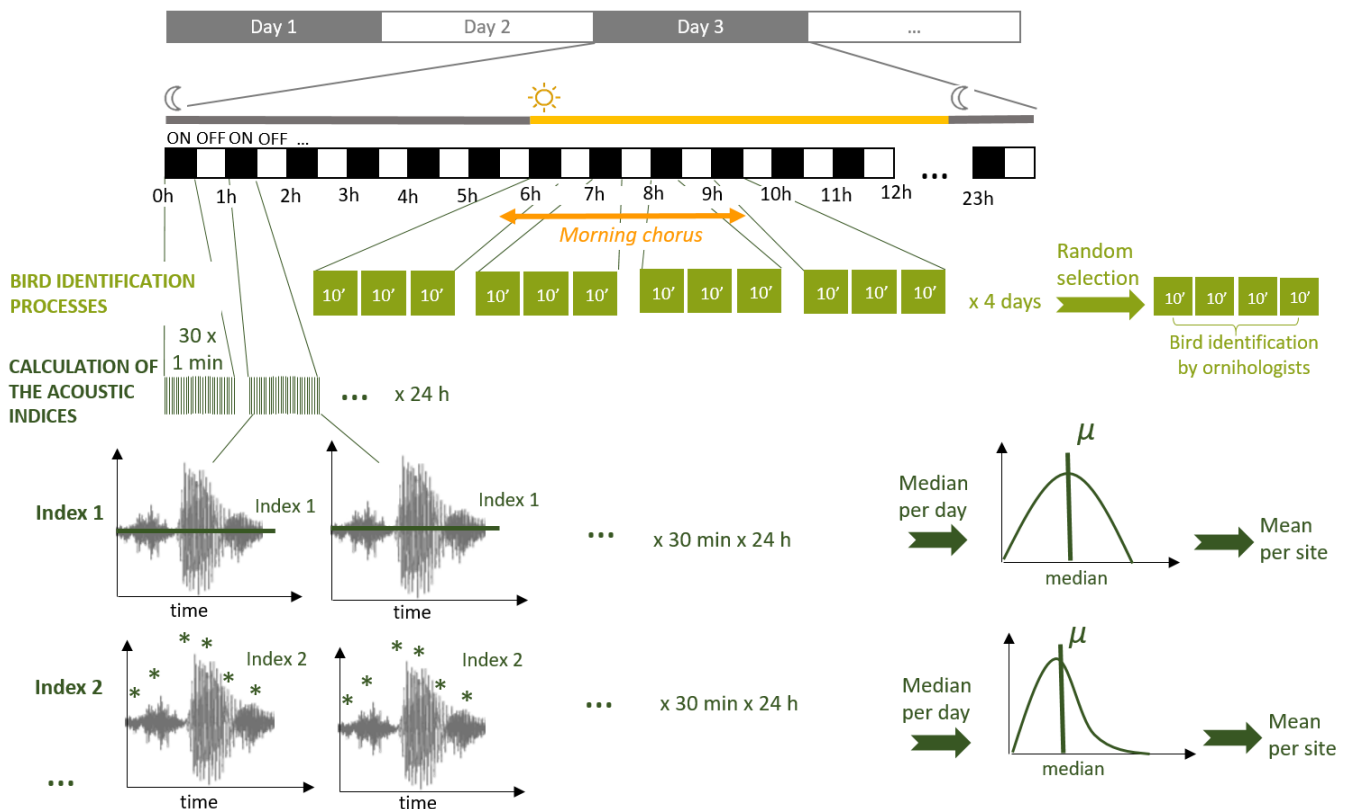 Day 1 Day 2 Day 3 ...
ON OFF ON OFF ...
0h 1h 2h 3h 4h 5h 6h 7h 8h 9h 10h 11h 12h ... 23h
Morning chorus
BIRD IDENTIFICATION
PROCESSES
10’ 10’ 10’ 10’ 10’ 10’ 10’ 10’ 10’ 10’ 10’ 10’
x 4 days
Random
selection
10’ 10’ 10’ 10’
Bird identification
by ornihologists
CALCULATION OF
THE ACOUSTIC
INDICES
30 x
1 min
... x 24 h
Index 1
Index 1
time
Index 1
time
... x 30 min x 24 h
Median
per day
μ
median
Mean
per site
Index 2
Index 2
time
Index 2
time
... x 30 min x 24 h
Median
per day
μ
median
Mean
per site
...